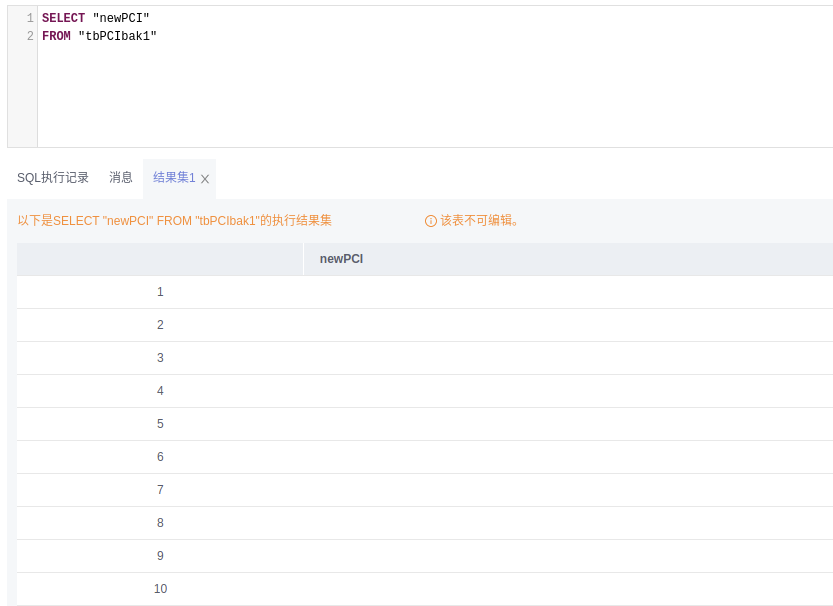 1 SELECT "newPCI"
2 FROM "tbPCIbak1"
SQL执行记录 消息 结果集1 X
以下是SELECT "newPCI" FROM "tbPCIbak1"的执行结果集 该表不可编辑。
newPCI
1
2
3
4
5
6
7
8
9
10